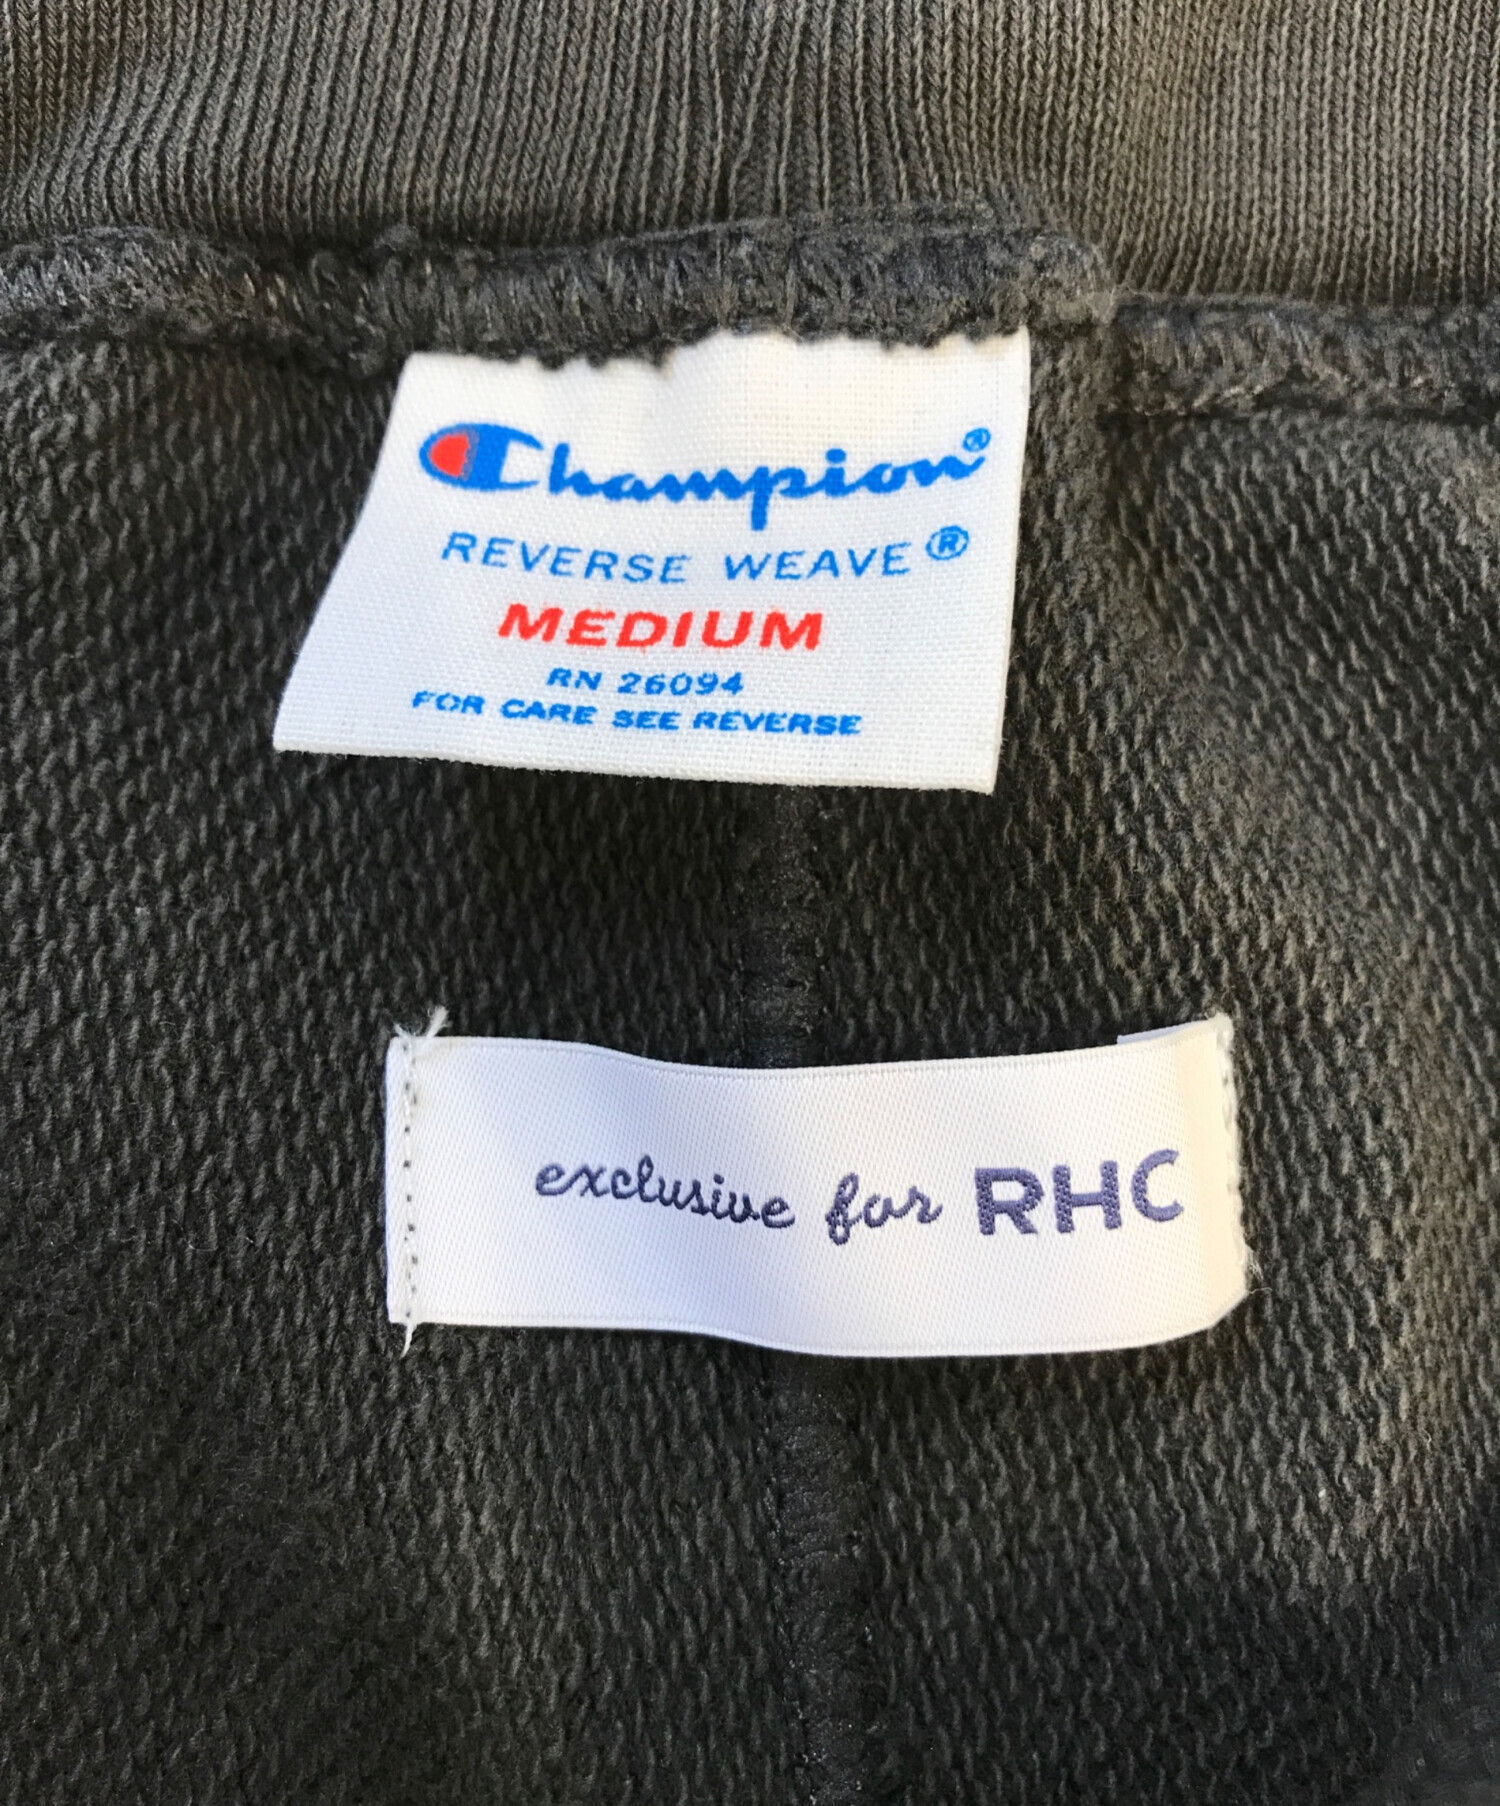 Champion®
REVERSE WEAVE®
MEDIUM
RN 26094
FOR CARE SEE REVERSE
exclusive for RHC